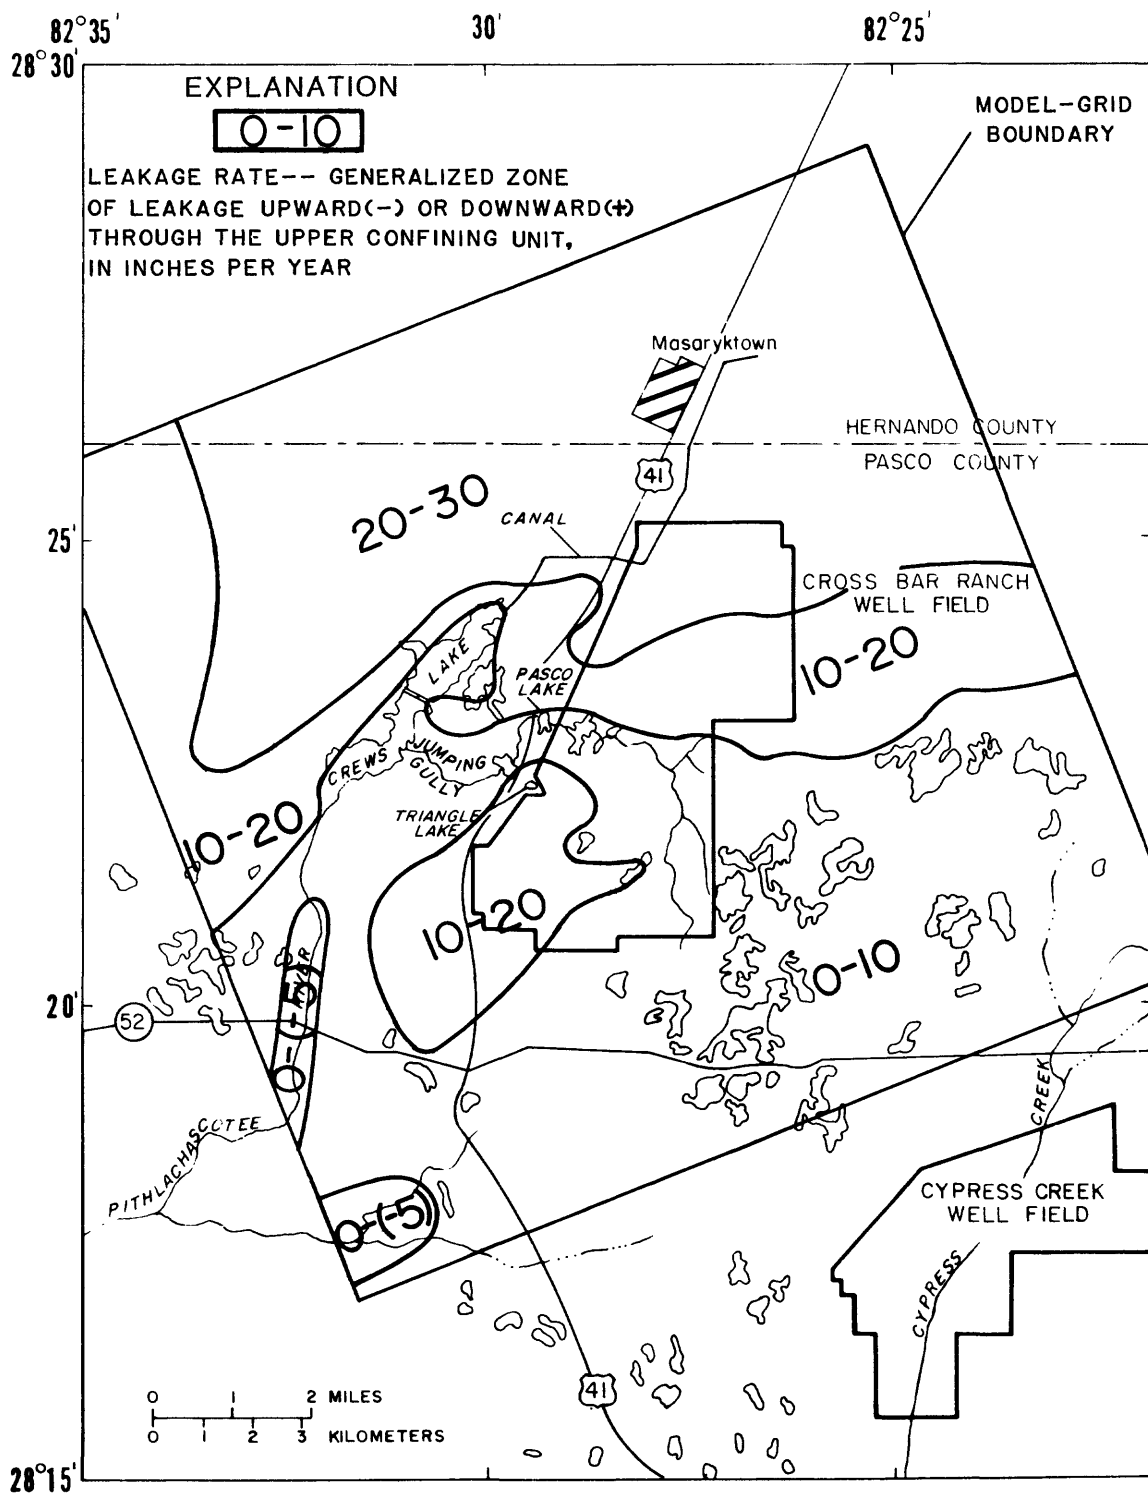 82°35'
30'
82°25'
28°30'
EXPLANATION
0-10
LEAKAGE RATE-- GENERALIZED ZONE
OF LEAKAGE UPWARD(-) OR DOWNWARD(+)
THROUGH THE UPPER CONFINING UNIT,
IN INCHES PER YEAR
MODEL-GRID
BOUNDARY
Masaryktown
HERNANDO COUNTY
PASCO COUNTY
41
20-30
CANAL
25'
CROSS BAR RANCH
WELL FIELD
10-20
LAKE
PASCO
LAKE
CREWS
JUMPING
GULLY
TRIANGLE
LAKE
10-20
10-20
0-10
RIVER
0-(-5)
20'
52
CREEK
PITHLACHASCOTEE
0-(-5)
CYPRESS CREEK
WELL FIELD
CYPRESS
41
0 1 2 MILES
0 1 2 3 KILOMETERS
28°15'